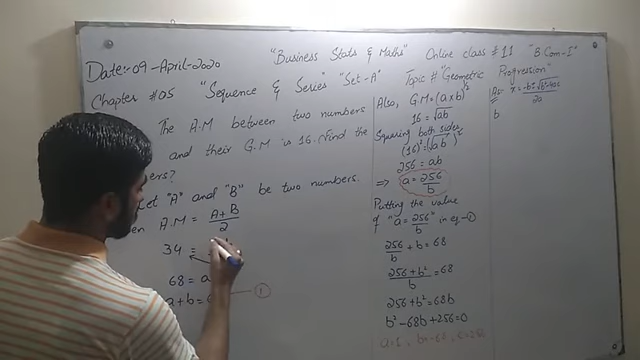 Date:- 09 -April-2020
"Business Stats & Maths" Online class # 11 "B.Com-I"
Chapter #05 "Sequence & Series" "Set-A" Topic # "Geometric Progression"
The A.M between two numbers
and their G.M is 16. Find the
Let "A" and "B" be two numbers.
A.M = A+B/2
34 =
68 = a
a+b = 6 ①
Also, G.M = (a×b)^1/2
16 = √ab
Squaring both sides
(16)² = (√ab)²
256 = ab
⇒ a = 256/b
Putting the value
of "a = 256/b" in eq-①
256/b + b = 68
256+b²/b = 68
256+b² = 68b
b²-68b+256=0
a=1
b